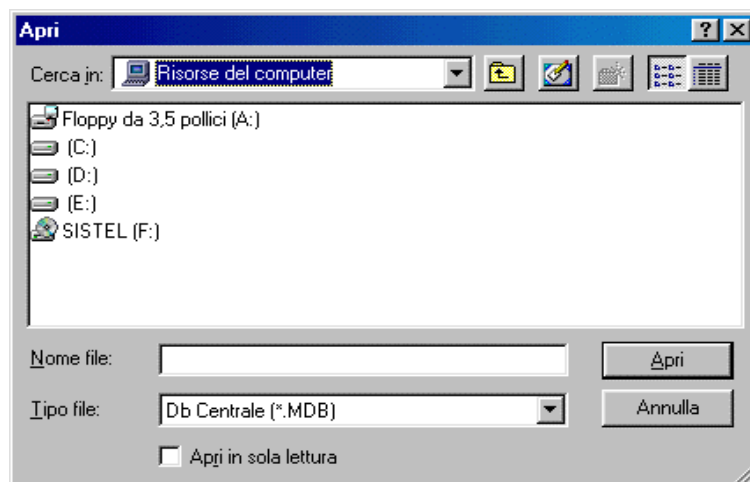 Apri
Cerca in: Risorse del computer
Floppy da 3,5 pollici (A:)
(C:)
(D:)
(E:)
SISTEL (F:)
Nome file: Apri
Tipo file: Db Centrale (*.MDB) Annulla
Apri in sola lettura